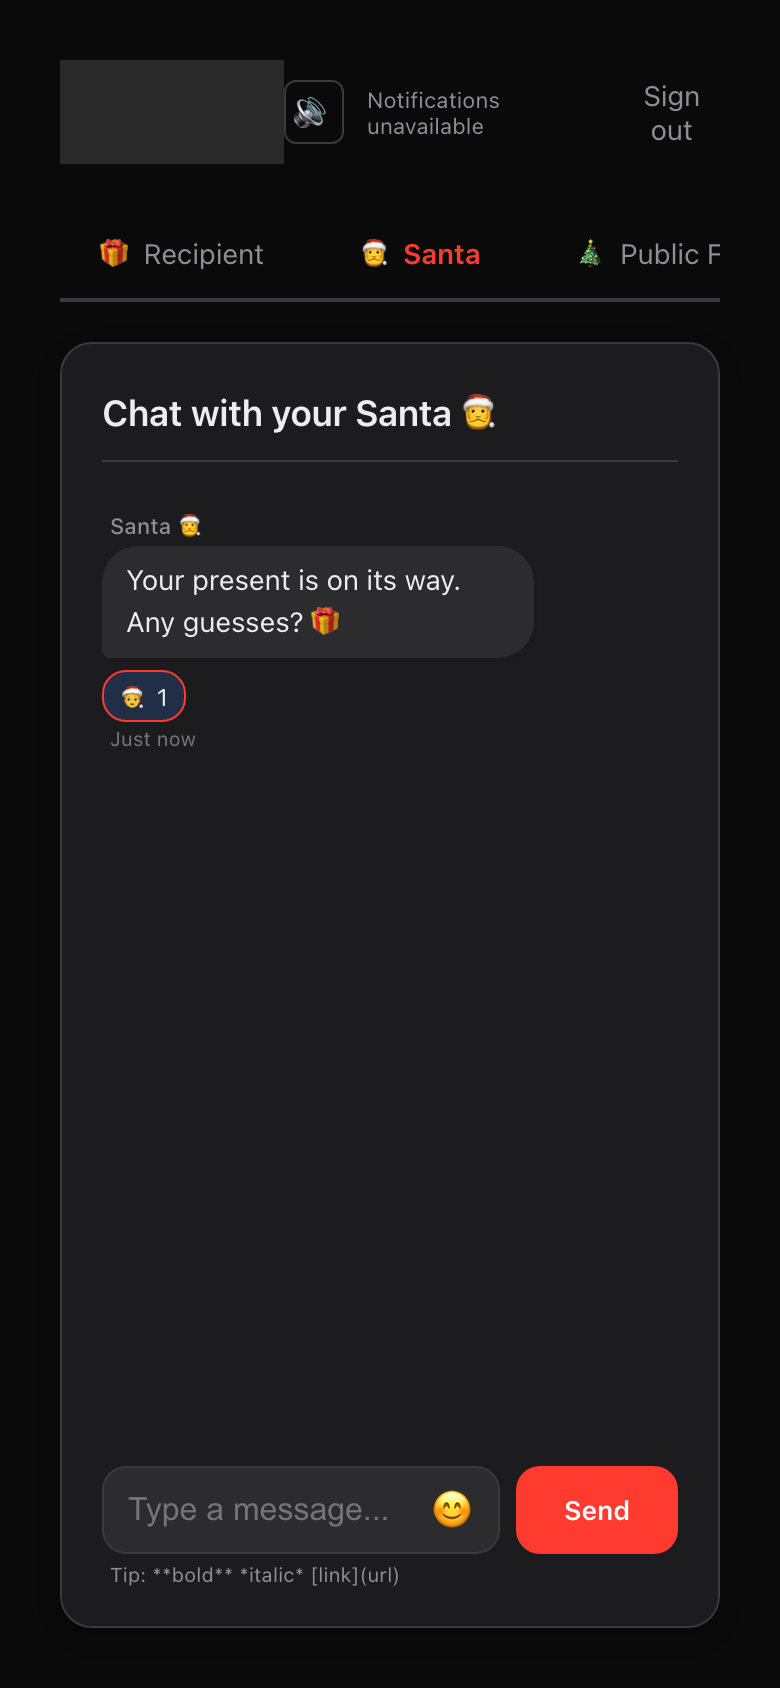 Notifications
unavailable
Sign
out
🎁 Recipient
🎅 Santa
🎄 Public F
Chat with your Santa 🎅
Santa 🎅
Your present is on its way.
Any guesses? 🎁
1
Just now
Type a message...
Send
Tip: **bold** *italic* [link](url)